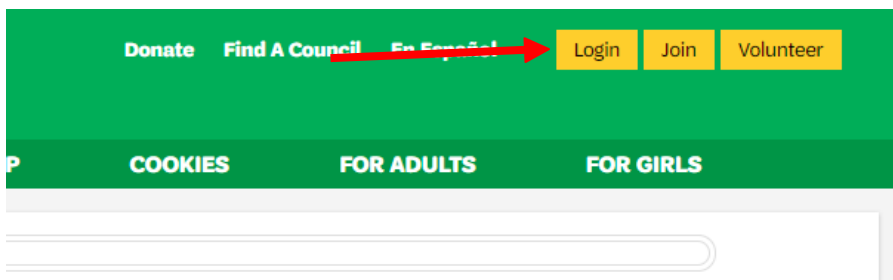 Donate Find A Council En Español Login Join Volunteer
P COOKIES FOR ADULTS FOR GIRLS